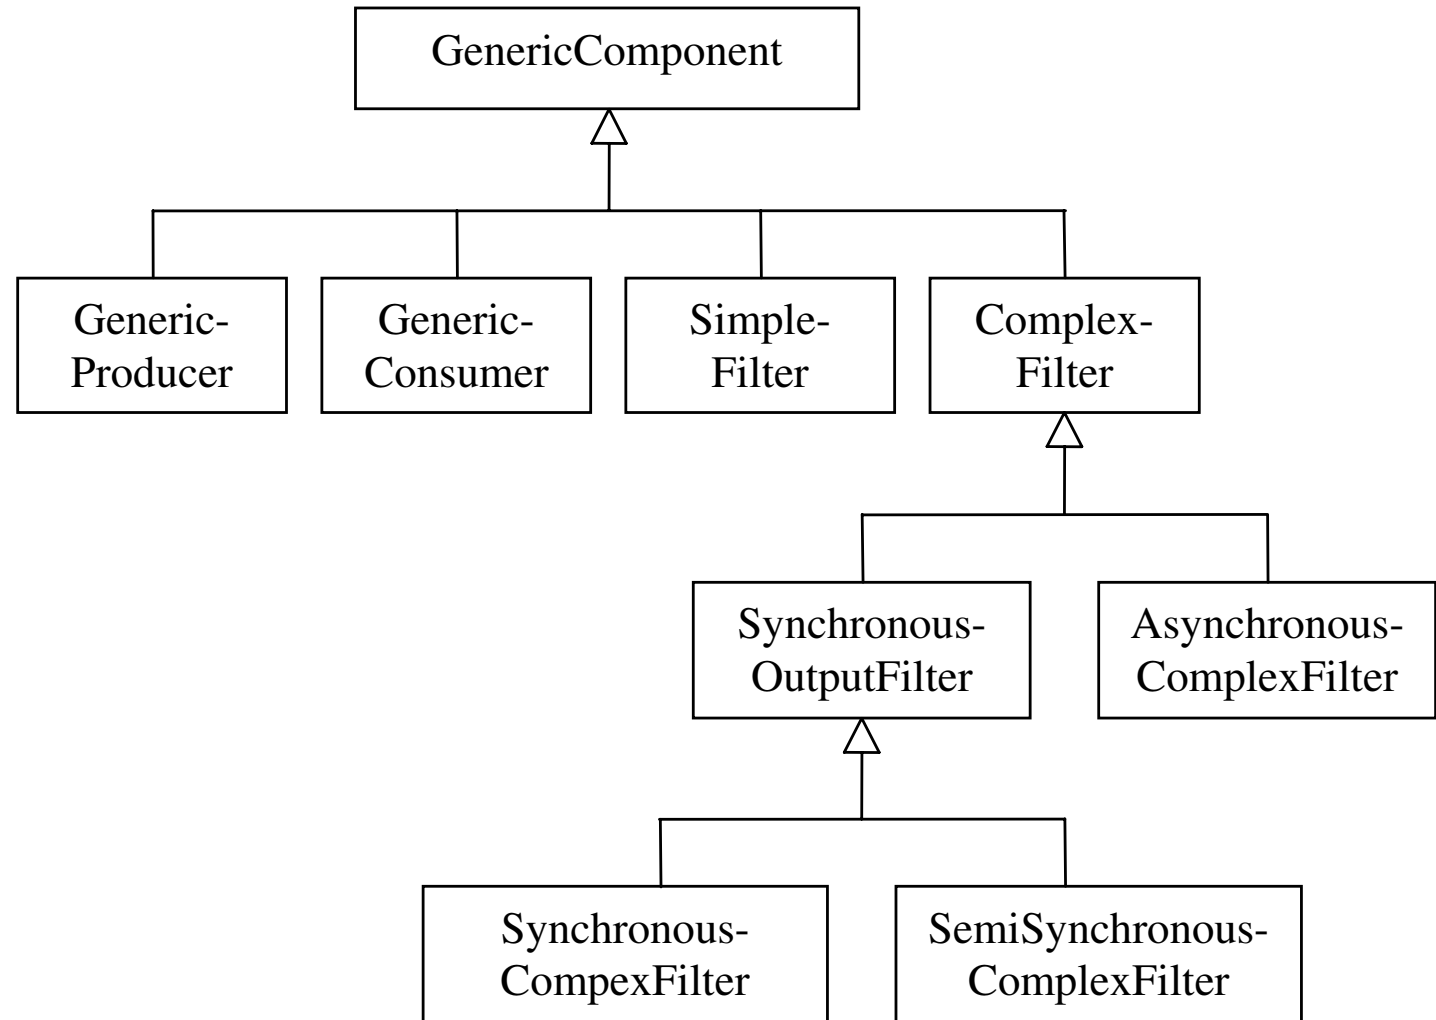 GenericComponent
Generic-
Producer
Generic-
Consumer
Simple-
Filter
Complex-
Filter
Synchronous-
OutputFilter
Asynchronous-
ComplexFilter
Synchronous-
CompexFilter
SemiSynchronous-
ComplexFilter